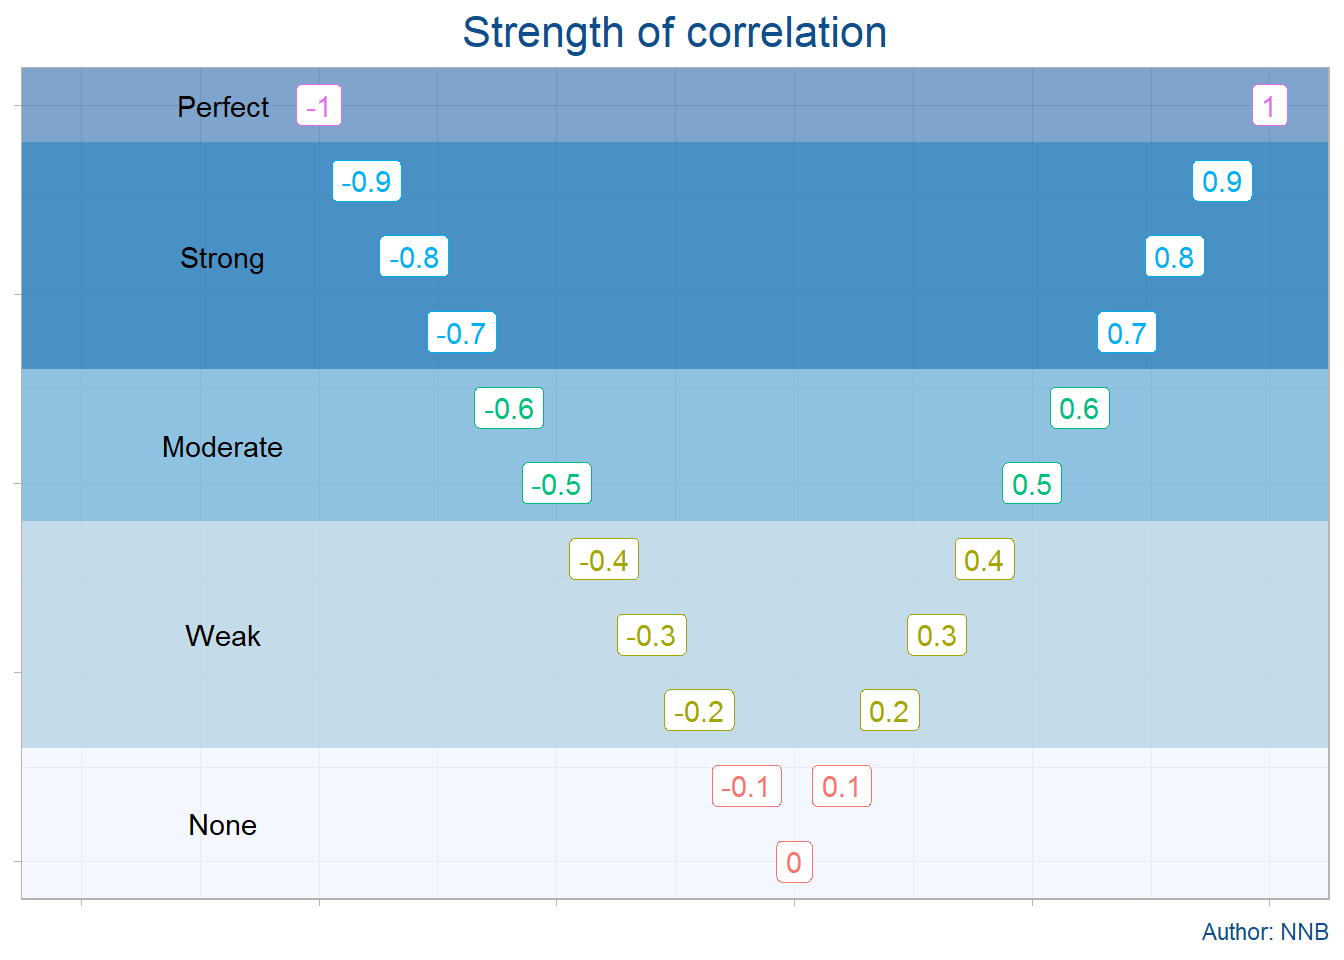 Strength of correlation
Perfect -1 1
-0.9 0.9
Strong -0.8 0.8
-0.7 0.7
-0.6 0.6
Moderate
-0.5 0.5
-0.4 0.4
Weak -0.3 0.3
-0.2 0.2
-0.1 0.1
None
0
Author: NNB